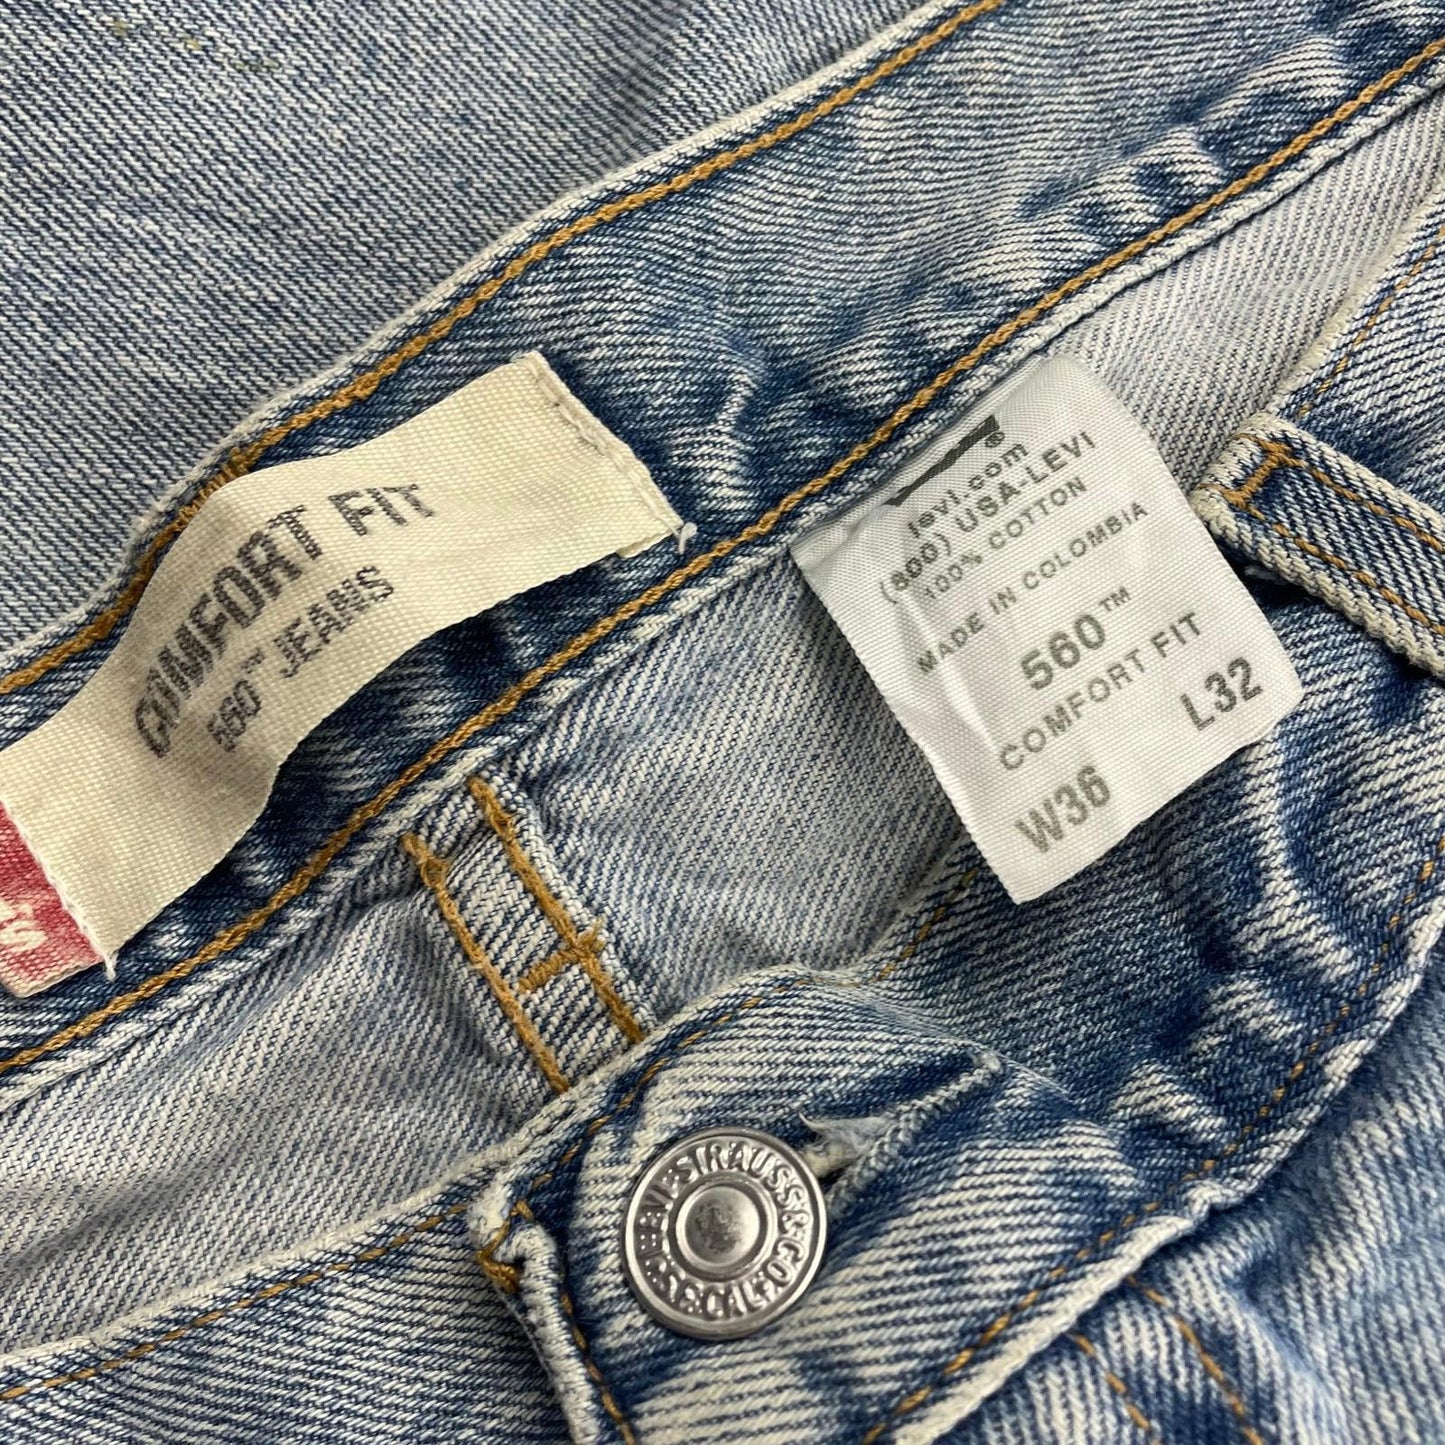 COMFORT FIT
560™ JEANS
®
levi.com
(800) USA-LEVI
100% COTTON
MADE IN COLOMBIA
560™
COMFORT FIT
W36 L32
LEVI STRAUSS & CO
S.F. CAL